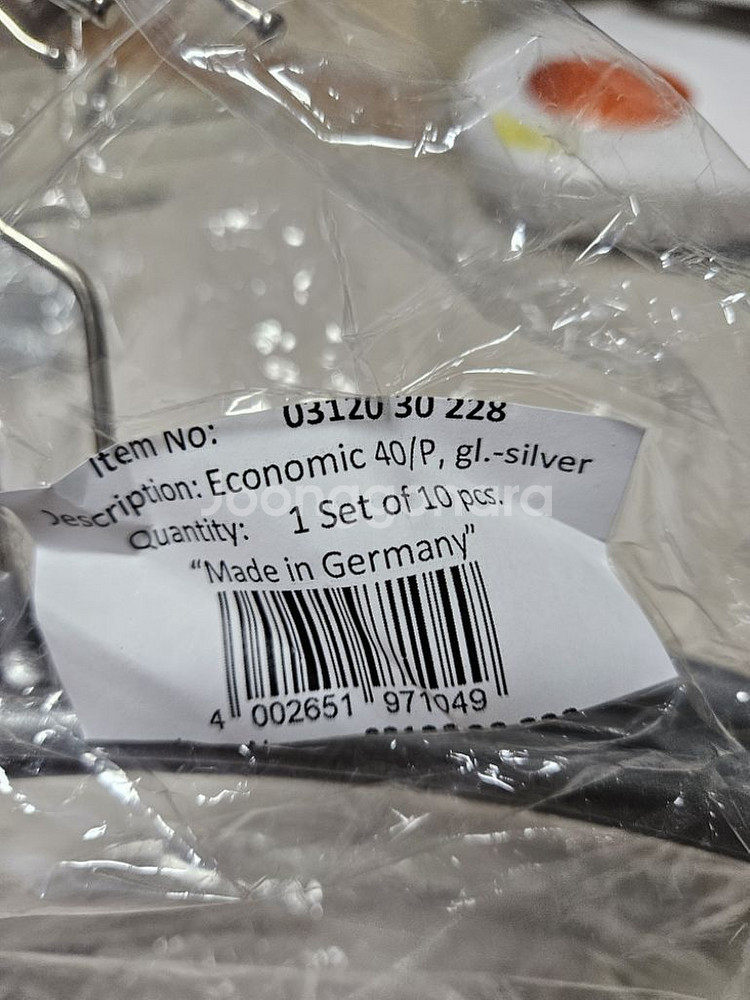 Item No: 03120 30 228
Description: Economic 40/P, gl.-silver
Quantity: 1 Set of 10 pcs.
Joonggonara
"Made in Germany"
4 002651 971049